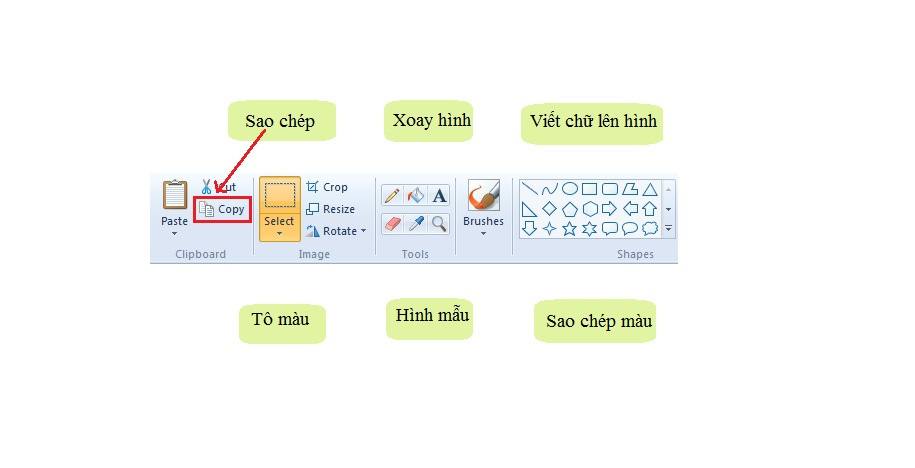 Sao chép
Xoay hình
Viết chữ lên hình
Paste
Cut
Copy
Clipboard
Select
Crop
Resize
Rotate
Image
A
Tools
Brushes
Shapes
Tô màu
Hình mẫu
Sao chép màu